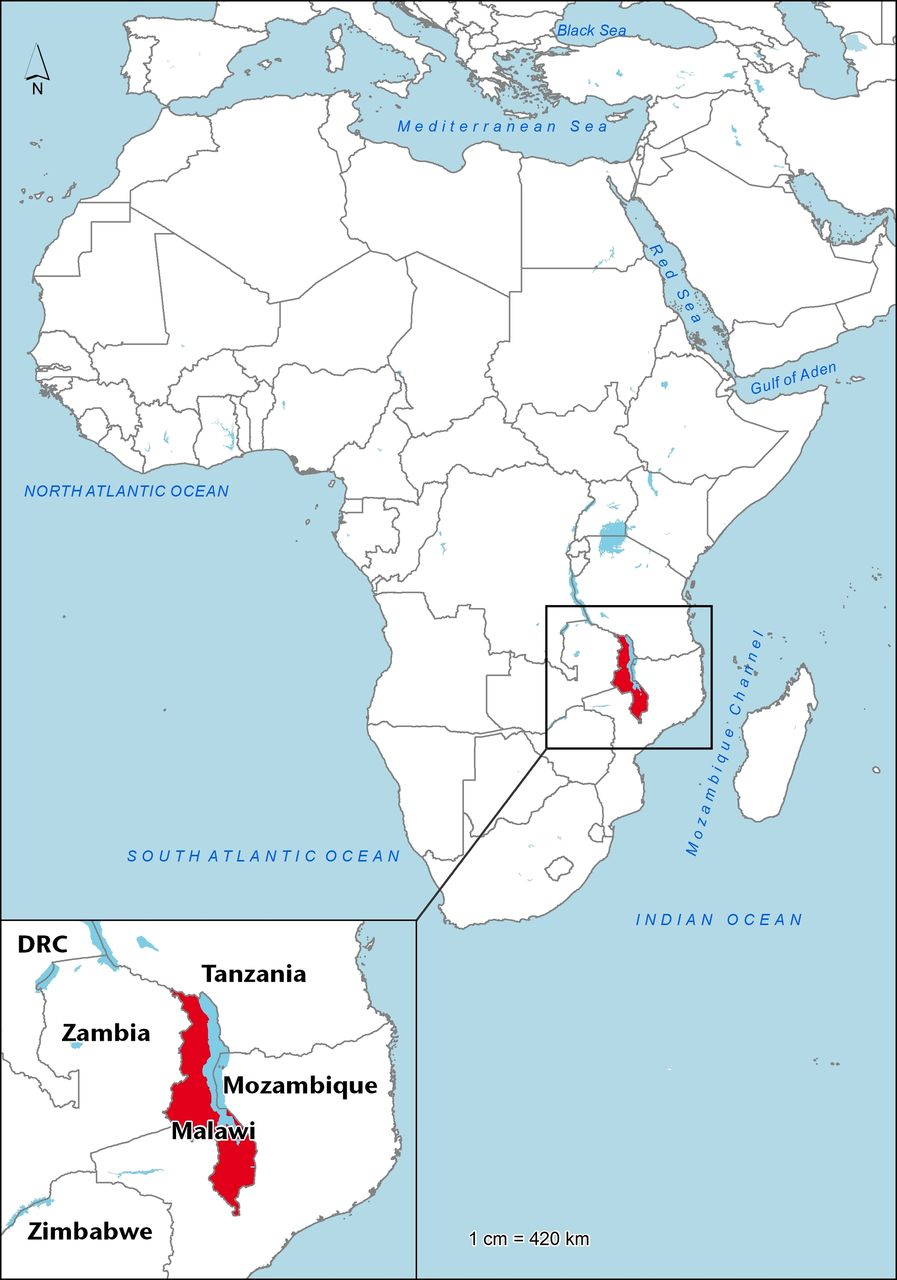 Black Sea
N
Mediterranean Sea
Red Sea
Gulf of Aden
NORTH ATLANTIC OCEAN
Mozambique Channel
SOUTH ATLANTIC OCEAN
INDIAN OCEAN
DRC
Tanzania
Zambia
Mozambique
Malawi
Zimbabwe
1 cm = 420 km